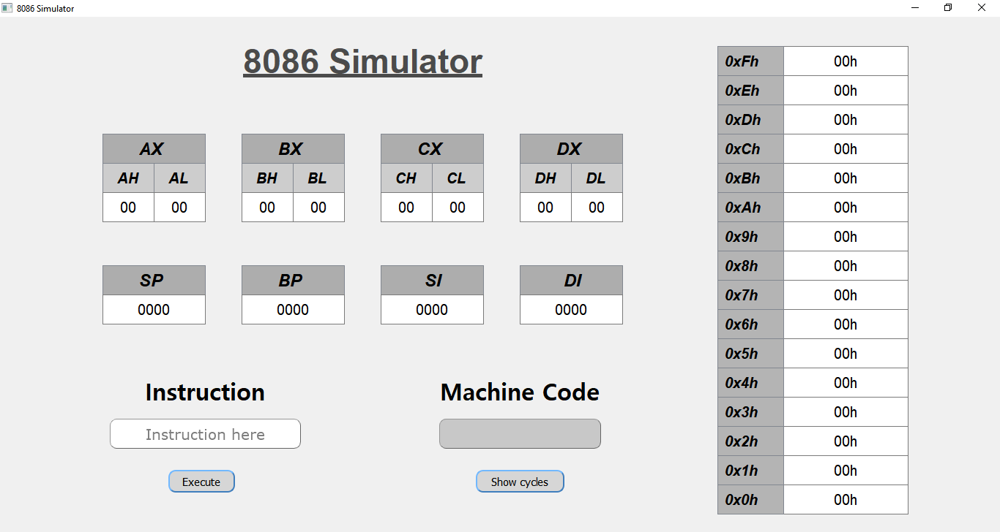 8086 Simulator
8086 Simulator
AX BX CX DX
AH AL BH BL CH CL DH DL
00 00 00 00 00 00 00 00
SP BP SI DI
0000 0000 0000 0000
Instruction Machine Code
Instruction here
Execute Show cycles
0xFh 00h
0xEh 00h
0xDh 00h
0xCh 00h
0xBh 00h
0xAh 00h
0x9h 00h
0x8h 00h
0x7h 00h
0x6h 00h
0x5h 00h
0x4h 00h
0x3h 00h
0x2h 00h
0x1h 00h
0x0h 00h